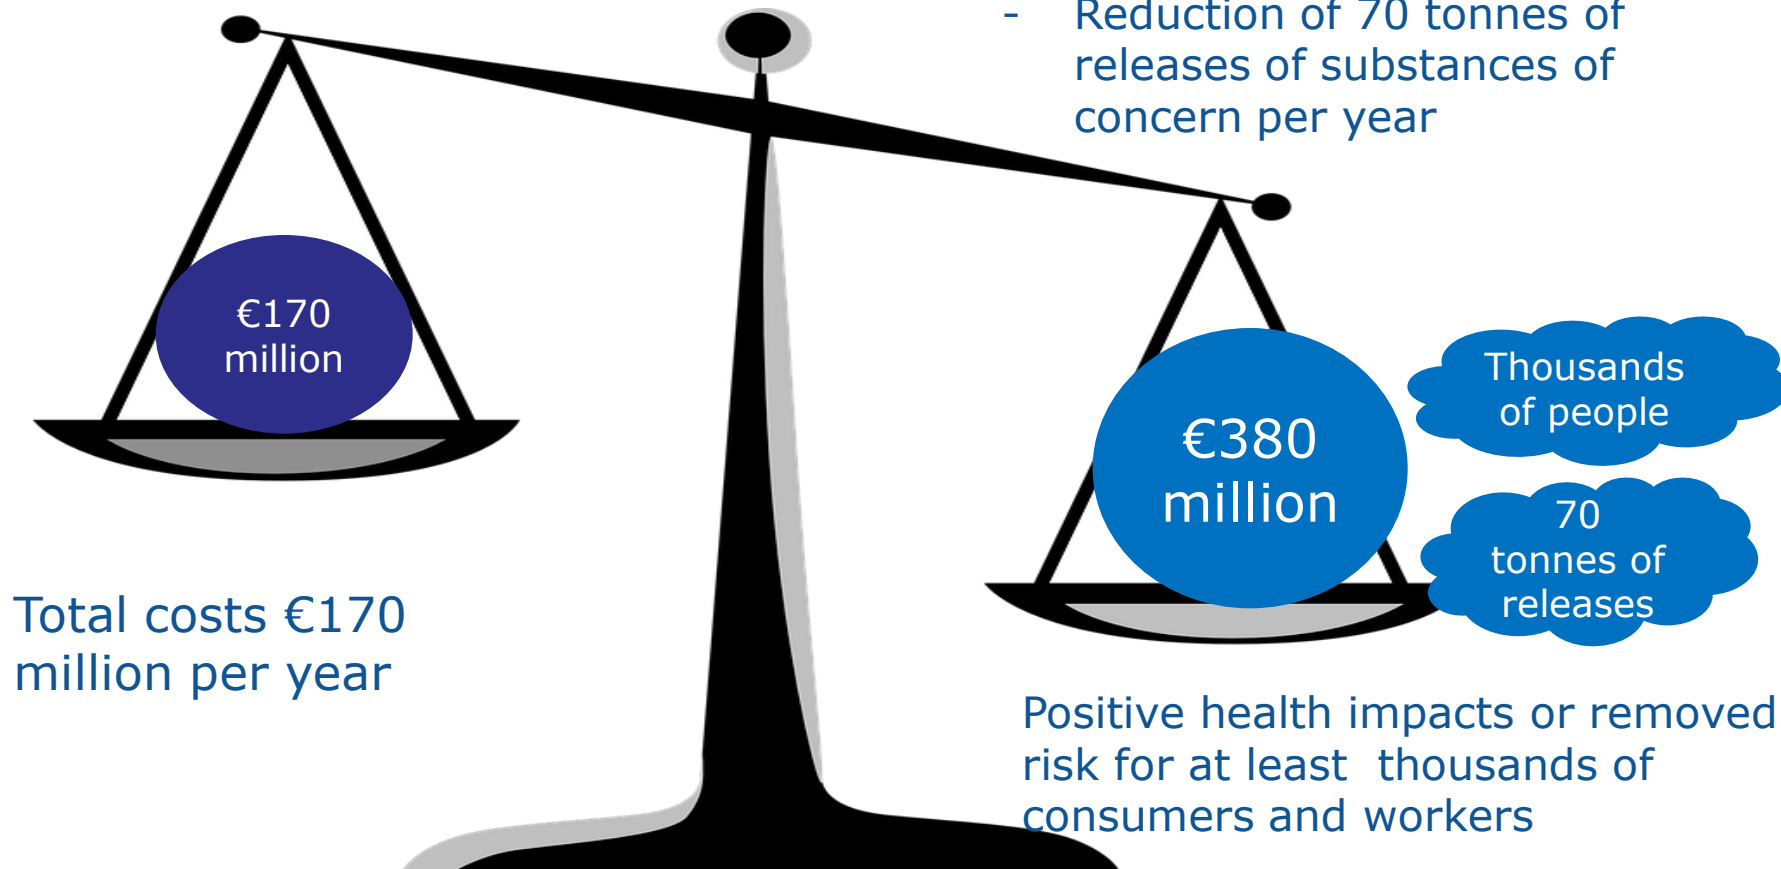 - Reduction of 70 tonnes of
releases of substances of
concern per year
€170
million
Thousands
of people
€380
million
70
tonnes of
releases
Total costs €170
million per year
Positive health impacts or removed
risk for at least  thousands of
consumers and workers